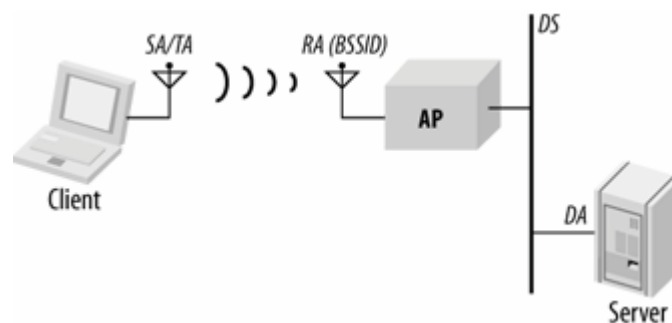 SA/TA
RA (BSSID)
DS
AP
Client
DA
Server